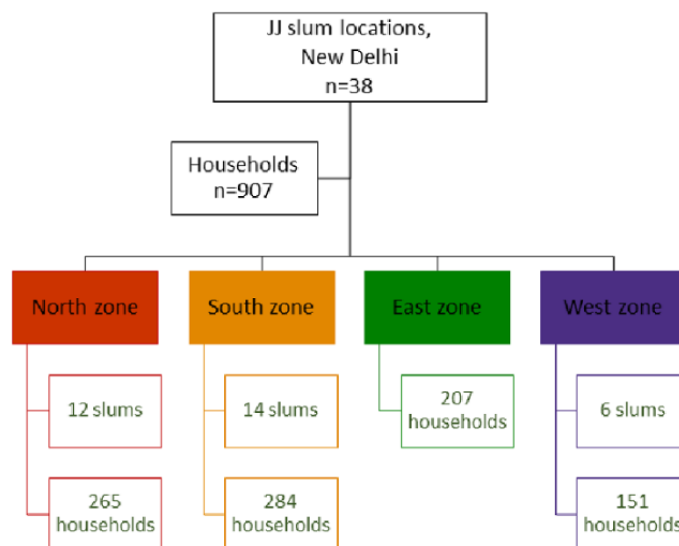 JJ slum locations,
New Delhi
n=38
Households
n=907
North zone
South zone
East zone
West zone
12 slums
14 slums
207
households
6 slums
265
households
284
households
151
households